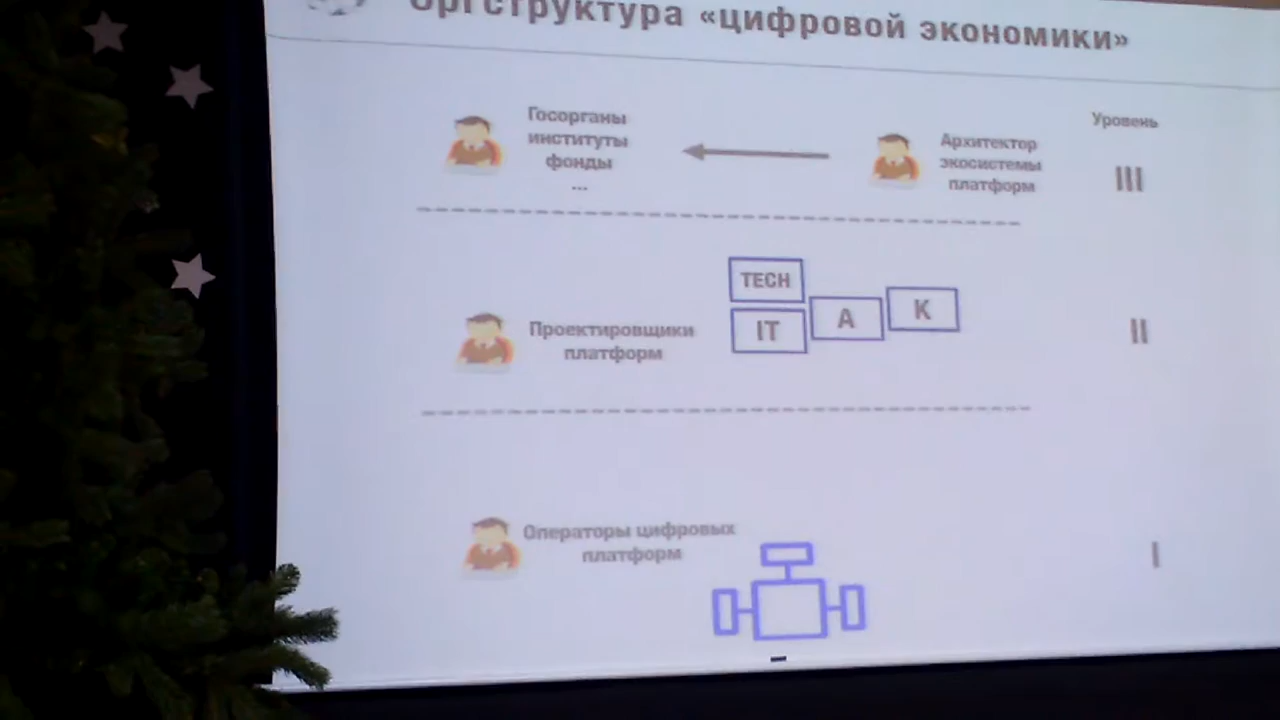 Оргструктура «цифровой экономики»
Госорганы
институты
фонды
...
Архитектор
экосистемы
платформ
Уровень
III
Проектировщики
платформ
TECH
IT
A
K
II
Операторы цифровых
платформ
I